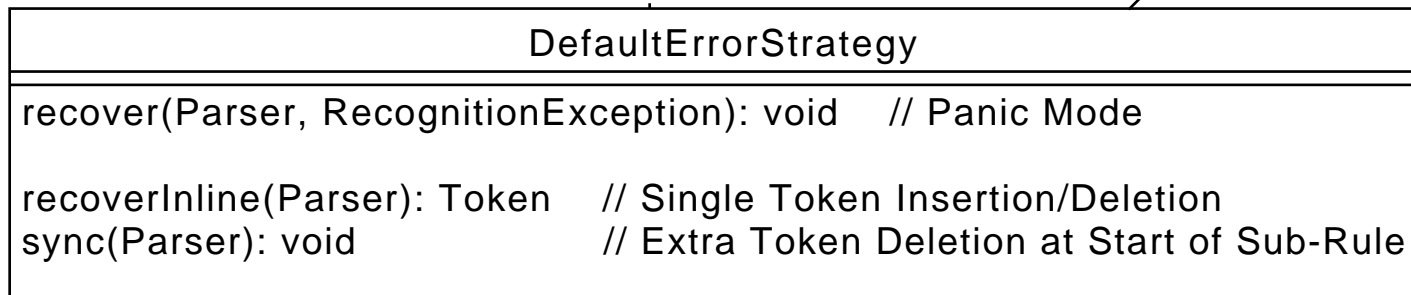 DefaultErrorStrategy
recover(Parser, RecognitionException): void // Panic Mode
recoverInline(Parser): Token // Single Token Insertion/Deletion
sync(Parser): void // Extra Token Deletion at Start of Sub-Rule